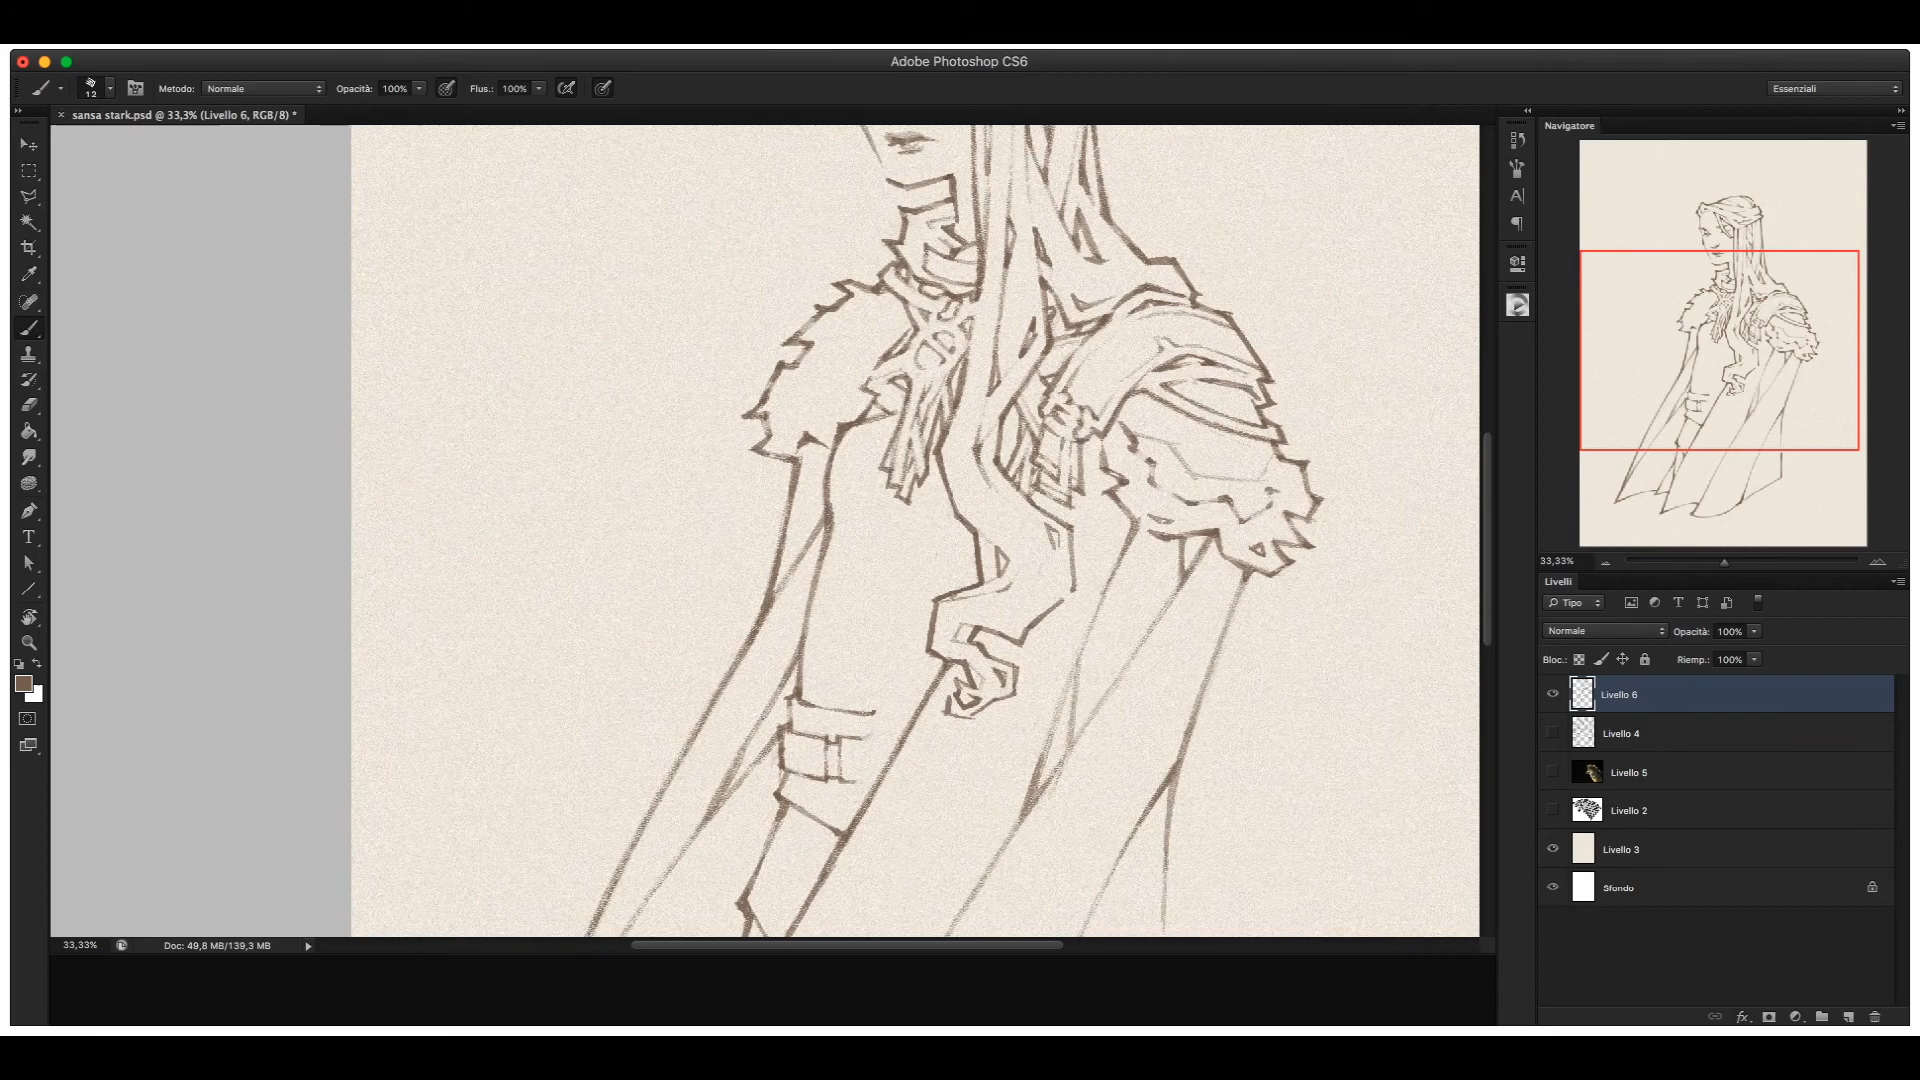 Adobe Photoshop CS6
12
Metodo: Normale Opacità: 100% Flus.: 100% Essenziali
× sansa stark.psd @ 33,3% (Livello 6, RGB/8) *
Navigatore
33,33%
Livelli
Tipo
Normale Opacità: 100%
Bloc.: Riemp.: 100%
Livello 6
Livello 4
Livello 5
Livello 2
Livello 3
Sfondo
33,33% Doc: 49,8 MB/139,3 MB